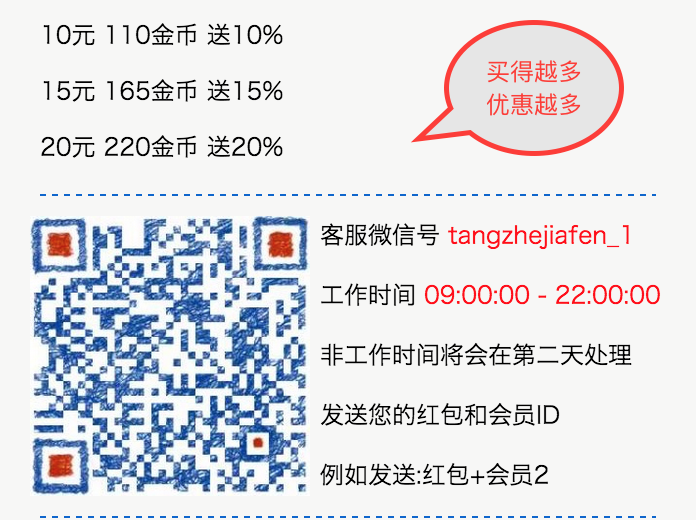 10元 110金币 送10%
15元 165金币 送15%
20元 220金币 送20%
买得越多
优惠越多
客服微信号 tangzhejiafen_1
工作时间 09:00:00 - 22:00:00
非工作时间将会在第二天处理
发送您的红包和会员ID
例如发送:红包+会员2